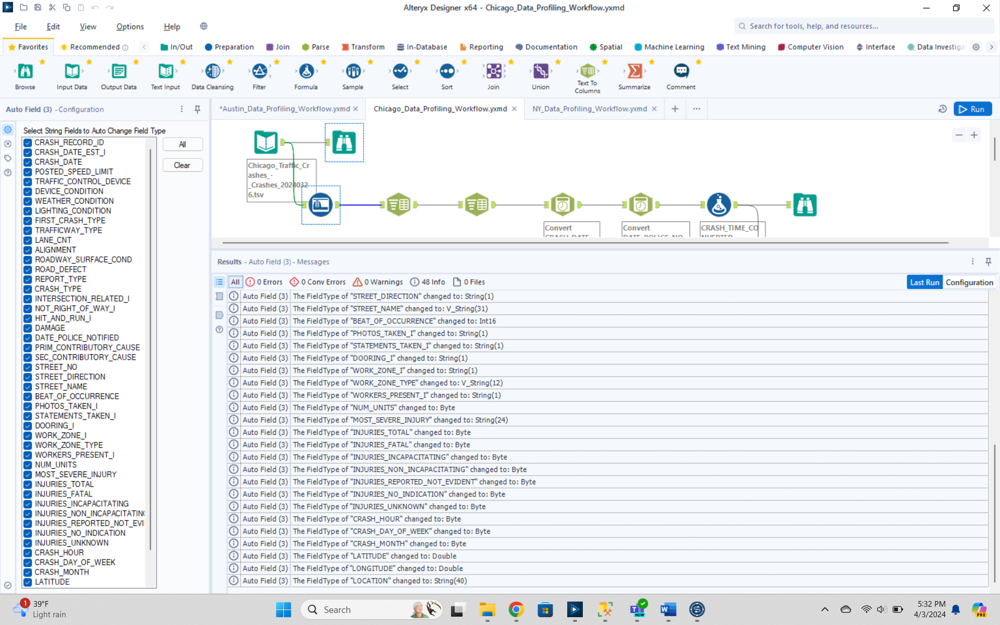 Alteryx Designer x64 - Chicago_Data_Profiling_Workflow.yxmd
File Edit View Options Help
Search for tools, help, and resources...
Favorites Recommended In/Out Preparation Join Parse Transform In-Database Reporting Documentation Spatial Machine Learning Text Mining Computer Vision Interface Data Investiga
Browse Input Data Output Data Text Input Data Cleansing Filter Formula Sample Select Sort Join Union Text To Columns Summarize Comment
Auto Field (3) - Configuration
*Austin_Data_Profiling_Workflow.yxmd Chicago_Data_Profiling_Workflow.yxmd NY_Data_Profiling_Workflow.yxmd
Run
Select String Fields to Auto Change Field Type
All
Clear
CRASH_RECORD_ID
CRASH_DATE_EST_I
CRASH_DATE
POSTED_SPEED_LIMIT
TRAFFIC_CONTROL_DEVICE
DEVICE_CONDITION
WEATHER_CONDITION
LIGHTING_CONDITION
FIRST_CRASH_TYPE
TRAFFICWAY_TYPE
LANE_CNT
ALIGNMENT
ROADWAY_SURFACE_COND
ROAD_DEFECT
REPORT_TYPE
CRASH_TYPE
INTERSECTION_RELATED_I
NOT_RIGHT_OF_WAY_I
HIT_AND_RUN_I
DAMAGE
DATE_POLICE_NOTIFIED
PRIM_CONTRIBUTORY_CAUSE
SEC_CONTRIBUTORY_CAUSE
STREET_NO
STREET_DIRECTION
STREET_NAME
BEAT_OF_OCCURRENCE
PHOTOS_TAKEN_I
STATEMENTS_TAKEN_I
DOORING_I
WORK_ZONE_I
WORK_ZONE_TYPE
WORKERS_PRESENT_I
NUM_UNITS
MOST_SEVERE_INJURY
INJURIES_TOTAL
INJURIES_FATAL
INJURIES_INCAPACITATING
INJURIES_NON_INCAPACITATING
INJURIES_REPORTED_NOT_EVI
INJURIES_NO_INDICATION
INJURIES_UNKNOWN
CRASH_HOUR
CRASH_DAY_OF_WEEK
CRASH_MONTH
LATITUDE
Chicago_Traffic_Cr
ashes_-
_Crashes_2024032
6.tsv
Convert
CRASH_DATE
Convert
DATE_POLICE_NO
CRASH_TIME_CO
NVERTED
Results - Auto Field (3) - Messages
All 0 Errors 0 Conv Errors 0 Warnings 48 Info 0 Files Last Run Configuration
Auto Field (3) The FieldType of "STREET_DIRECTION" changed to: String(1)
Auto Field (3) The FieldType of "STREET_NAME" changed to: V_String(31)
Auto Field (3) The FieldType of "BEAT_OF_OCCURRENCE" changed to: Int16
Auto Field (3) The FieldType of "PHOTOS_TAKEN_I" changed to: String(1)
Auto Field (3) The FieldType of "STATEMENTS_TAKEN_I" changed to: String(1)
Auto Field (3) The FieldType of "DOORING_I" changed to: String(1)
Auto Field (3) The FieldType of "WORK_ZONE_I" changed to: String(1)
Auto Field (3) The FieldType of "WORK_ZONE_TYPE" changed to: V_String(12)
Auto Field (3) The FieldType of "WORKERS_PRESENT_I" changed to: String(1)
Auto Field (3) The FieldType of "NUM_UNITS" changed to: Byte
Auto Field (3) The FieldType of "MOST_SEVERE_INJURY" changed to: String(24)
Auto Field (3) The FieldType of "INJURIES_TOTAL" changed to: Byte
Auto Field (3) The FieldType of "INJURIES_FATAL" changed to: Byte
Auto Field (3) The FieldType of "INJURIES_INCAPACITATING" changed to: Byte
Auto Field (3) The FieldType of "INJURIES_NON_INCAPACITATING" changed to: Byte
Auto Field (3) The FieldType of "INJURIES_REPORTED_NOT_EVIDENT" changed to: Byte
Auto Field (3) The FieldType of "INJURIES_NO_INDICATION" changed to: Byte
Auto Field (3) The FieldType of "INJURIES_UNKNOWN" changed to: Byte
Auto Field (3) The FieldType of "CRASH_HOUR" changed to: Byte
Auto Field (3) The FieldType of "CRASH_DAY_OF_WEEK" changed to: Byte
Auto Field (3) The FieldType of "CRASH_MONTH" changed to: Byte
Auto Field (3) The FieldType of "LATITUDE" changed to: Double
Auto Field (3) The FieldType of "LONGITUDE" changed to: Double
Auto Field (3) The FieldType of "LOCATION" changed to: String(40)
1
39°F
Light rain
Search
NEW
5:32 PM
4/3/2024
PRE